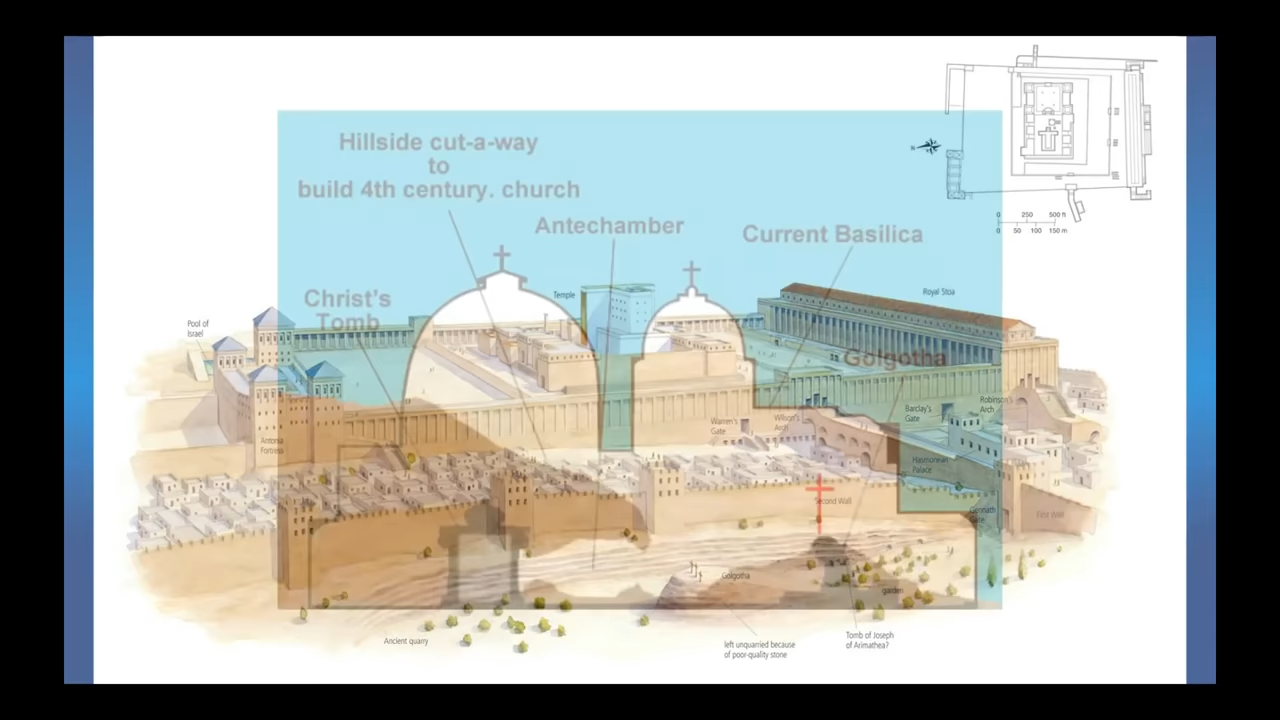 Hillside cut-a-way
to
build 4th century. church
Antechamber
Current Basilica
Christ's
Tomb
Golgotha
0 250 500 ft
0 50 100 150 m
Temple
Royal Stoa
Pool of
Israel
Antonia
Fortress
Warren's
Gate
Wilson's
Arch
Barclay's
Gate
Robinson's
Arch
Hasmonean
Palace
Second Wall
Gennath
Gate
First Wall
Golgotha
garden
Ancient quarry
left unquarried because
of poor-quality stone
Tomb of Joseph
of Arimathea?